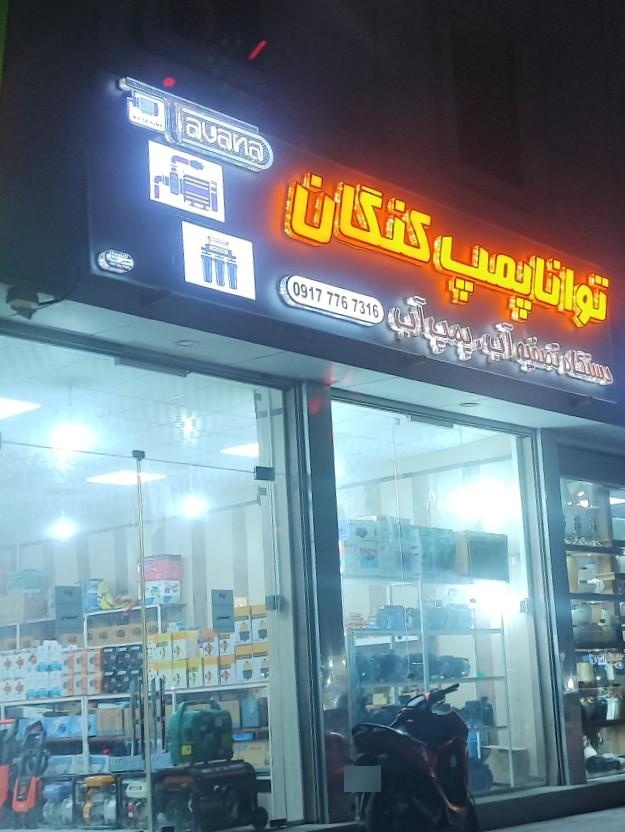 Tavana
توانا پمپ کنگان
0917 776 7316
دستگاه تصفیه آب، پمپ آب